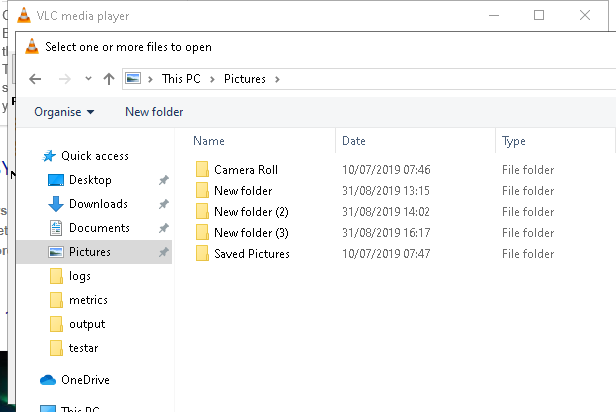 VLC media player
Select one or more files to open
This PC > Pictures >
Organise New folder
Name Date Type
Quick access
Desktop
Downloads
Documents
Pictures
logs
metrics
output
testar
OneDrive
This PC
Camera Roll 10/07/2019 07:46 File folder
New folder 31/08/2019 13:15 File folder
New folder (2) 31/08/2019 14:02 File folder
New folder (3) 31/08/2019 16:17 File folder
Saved Pictures 10/07/2019 07:47 File folder